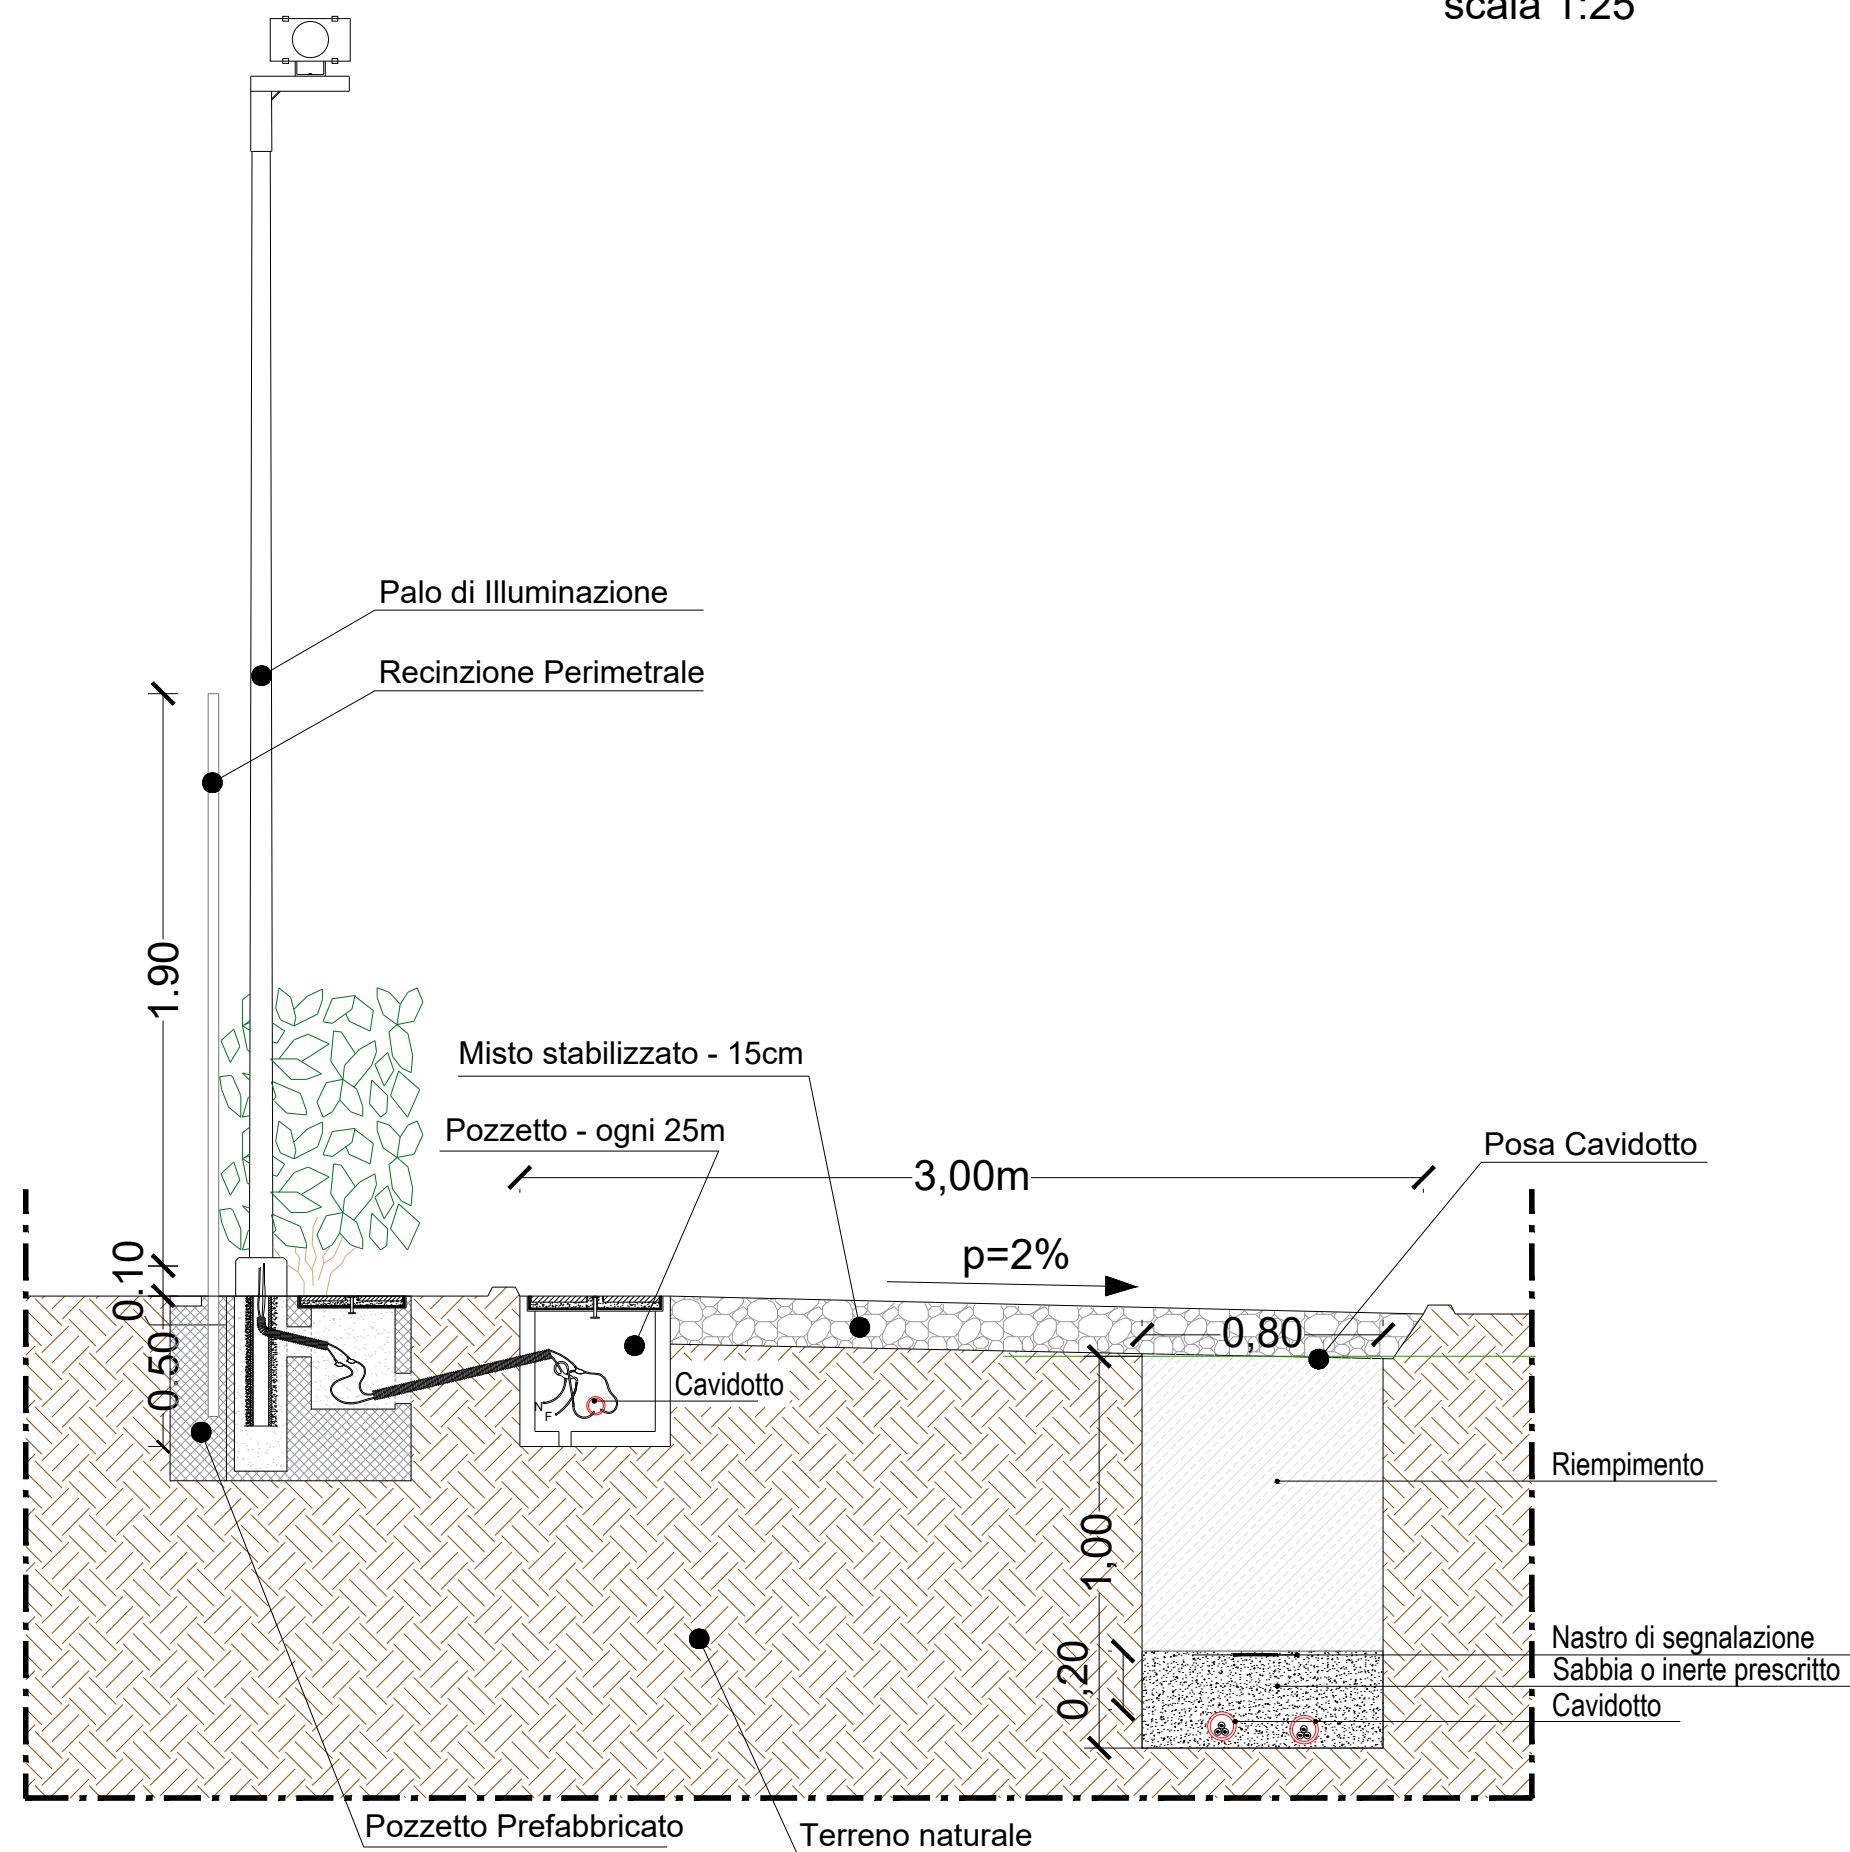 scala 1:25
Palo di Illuminazione
Recinzione Perimetrale
1.90
Misto stabilizzato - 15cm
Pozzetto - ogni 25m
Posa Cavidotto
3,00m
p=2%
0.10
0,80
0.50
Cavidotto
N
F
Riempimento
1,00
Nastro di segnalazione
Sabbia o inerte prescritto
0,20
Cavidotto
Pozzetto Prefabbricato
Terreno naturale